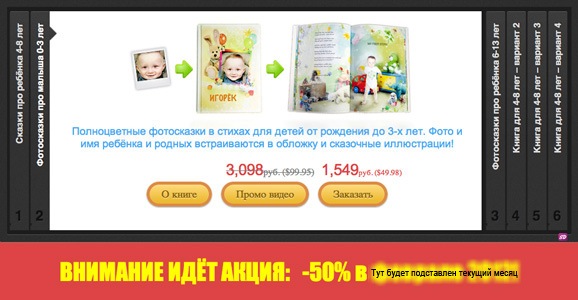 Сказки про ребёнка 4-8 лет
1
Фотосказки про малыша 0-3 лет
2
ИГОРЁК
Полноцветные фотосказки в стихах для детей от рождения до 3-х лет. Фото и
имя ребёнка и родных встраиваются в обложку и сказочные иллюстрации!
3,098руб. ($99.95) 1,549руб. ($49.98)
О книге Промо видео Заказать
Фотосказки про ребёнка 6-13 лет
3
Книга для 4-8 лет – вариант 2
4
Книга для 4-8 лет – вариант 3
5
Книга для 4-8 лет – вариант 4
6
ВНИМАНИЕ ИДЁТ АКЦИЯ: -50% в
Тут будет подставлен текущий месяц